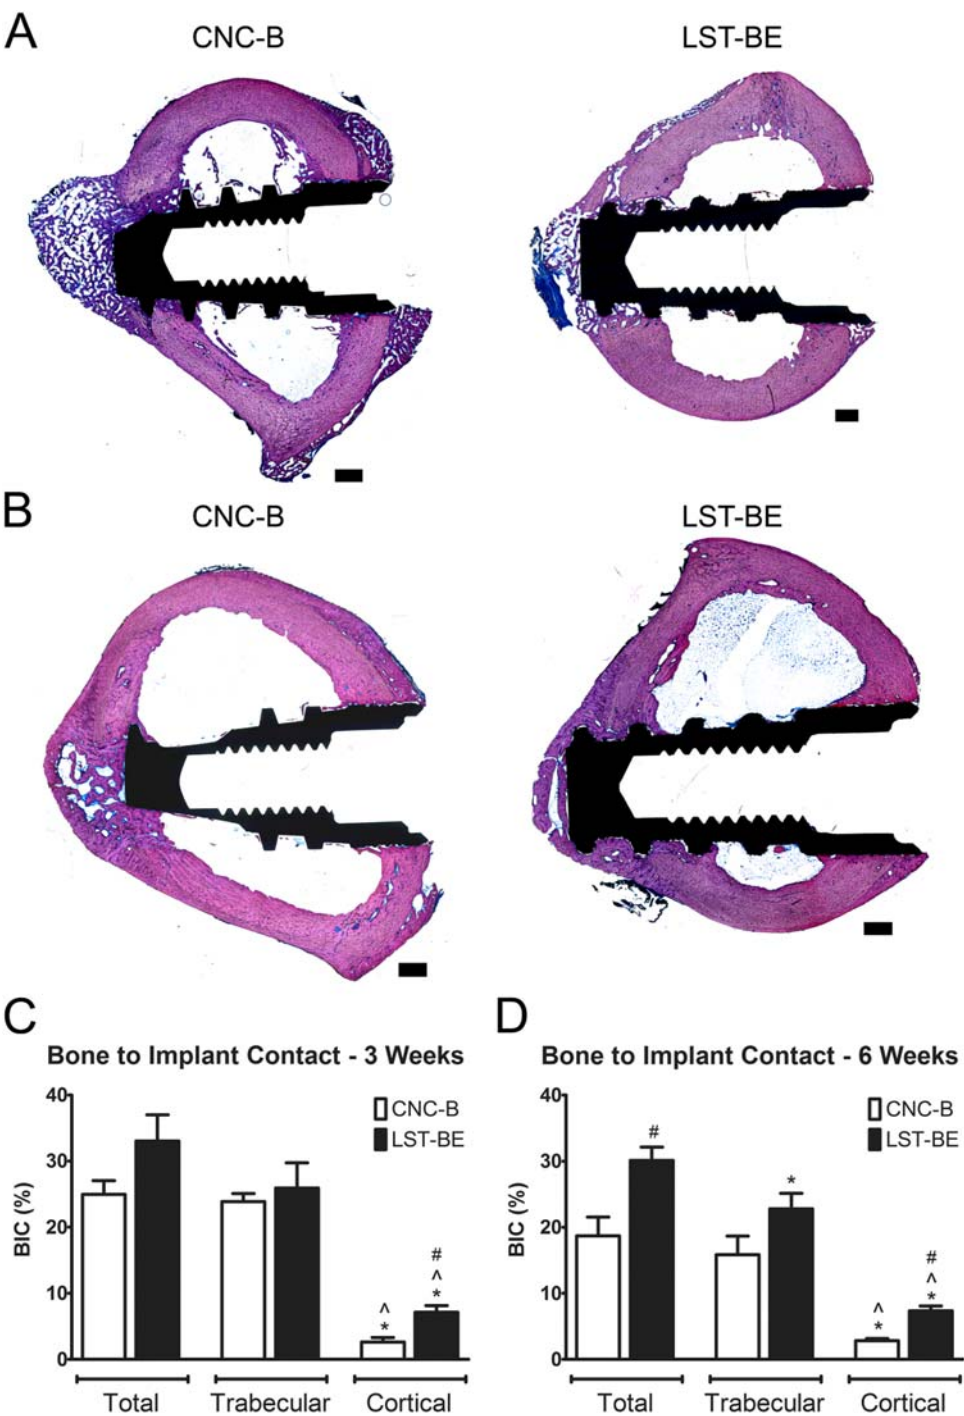 A
CNC-B
LST-BE
B
CNC-B
LST-BE
C
Bone to Implant Contact - 3 Weeks
BIC (%)
40
30
20
10
0
CNC-B
LST-BE
^
*
#
^
*
Total
Trabecular
Cortical
D
Bone to Implant Contact - 6 Weeks
BIC (%)
40
30
20
10
0
CNC-B
LST-BE
#
*
^
*
#
^
*
Total
Trabecular
Cortical